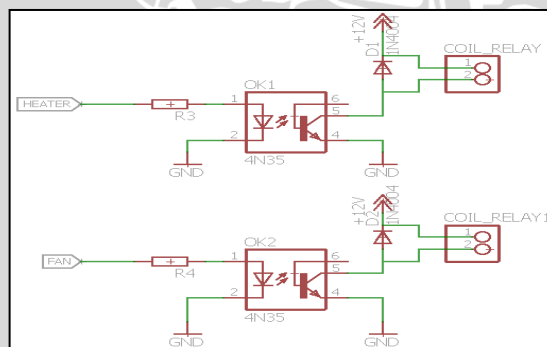 +12V
D1
1N4004
COIL_RELAY
1
2
OK1
HEATER
R3
1
2
6
5
4
4N35
GND
GND
+12V
D2
1N4004
COIL_RELAY1
1
2
OK2
FAN
R4
1
2
6
5
4
4N35
GND
GND